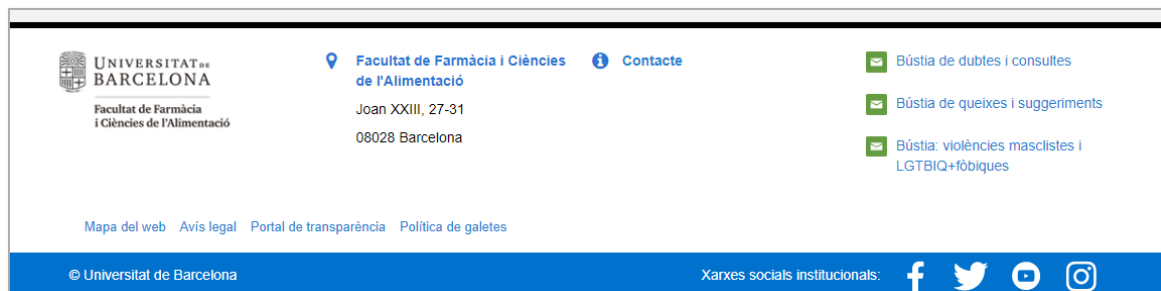 UNIVERSITAT DE
BARCELONA
Facultat de Farmàcia
i Ciències de l'Alimentació
Facultat de Farmàcia i Ciències
de l'Alimentació
Joan XXIII, 27-31
08028 Barcelona
Contacte
Bústia de dubtes i consultes
Bústia de queixes i suggeriments
Bústia: violències masclistes i
LGTBIQ+fòbiques
Mapa del web Avís legal Portal de transparència Política de galetes
© Universitat de Barcelona
Xarxes socials institucionals: